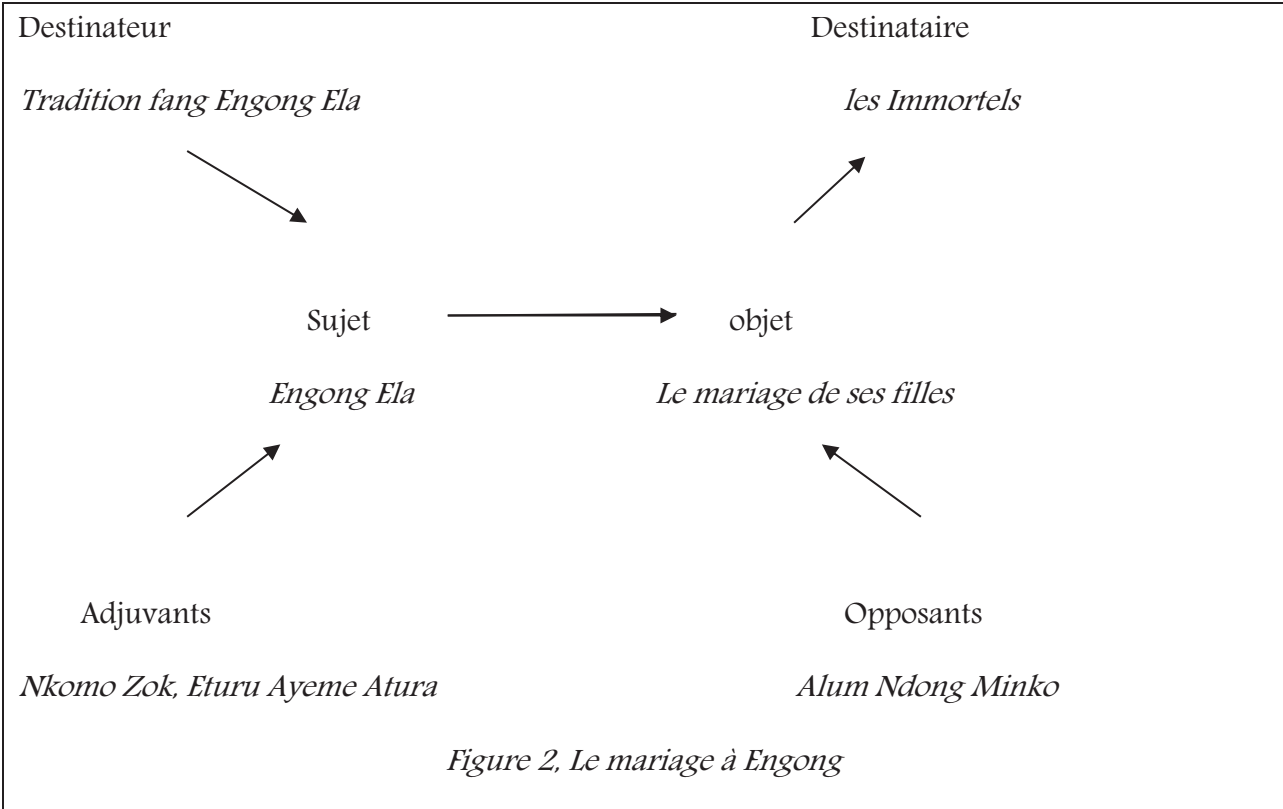 Destinateur Destinataire
Tradition fang Engong Ela les Immortels
Sujet objet
Engong Ela Le mariage de ses filles
Adjuvants Opposants
Nkomo Zok, Eturu Ayeme Atura Alum Ndong Minko
Figure 2, Le mariage à Engong